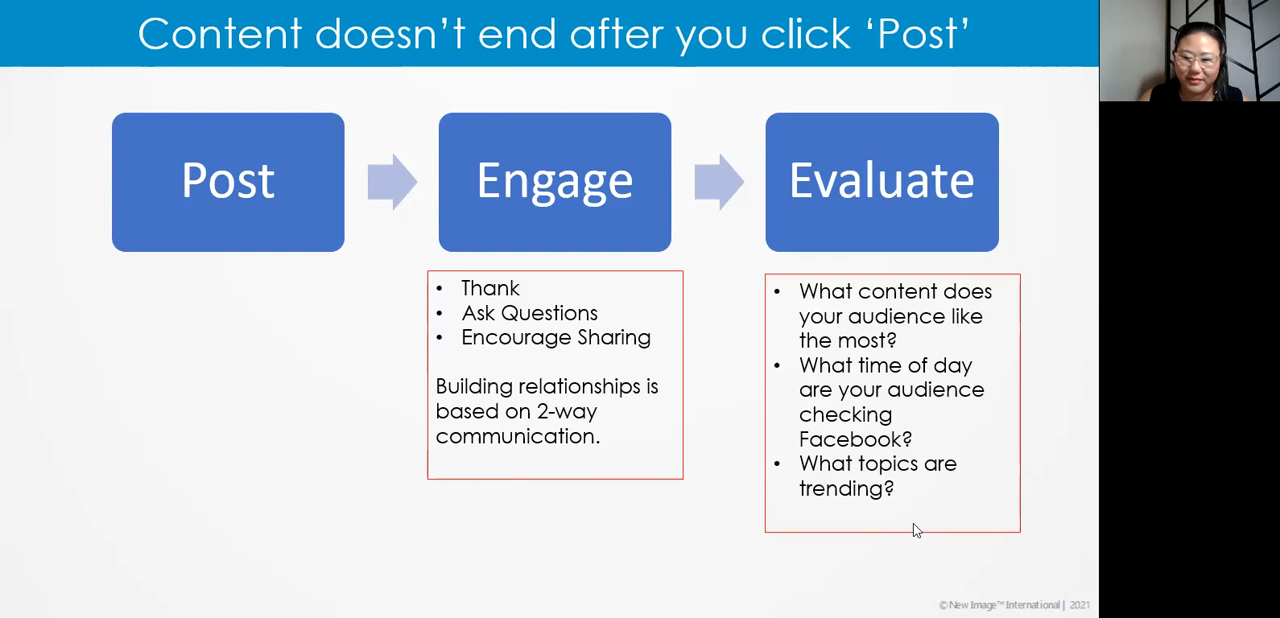 Content doesn't end after you click 'Post'
Post
Engage
Evaluate
• Thank
• Ask Questions
• Encourage Sharing
Building relationships is
based on 2-way
communication.
• What content does
your audience like
the most?
• What time of day
are your audience
checking
Facebook?
• What topics are
trending?
© New Image™ International | 2021